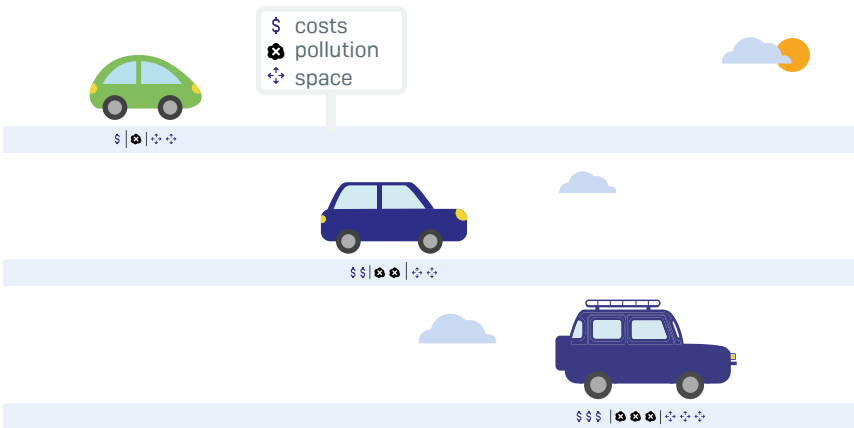 $ costs
pollution
space
$ | |
$ $ | |
$ $ $ | |